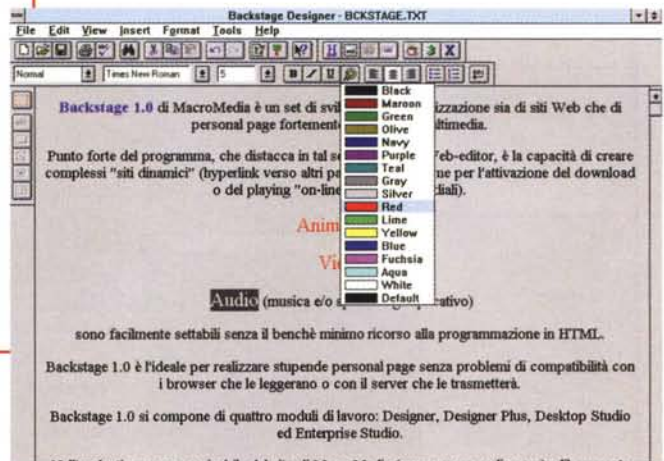 Backstage Designer - BCKSTAGE.TXT
File Edit View Insert Format Tools Help
Normal Times New Roman 5 B I U
Black
Maroon
Green
Olive
Navy
Purple
Teal
Gray
Silver
Red
Lime
Yellow
Blue
Fuchsia
Aqua
White
Default
Backstage 1.0 di MacroMedia è un set di izzazione sia di siti Web che di
personal page fortement ltimedia.
Punto forte del programma, che distacca in tal Web-editor, è la capacità di creare
complessi "siti dinamici" (hyperlink verso altri me per l'attivazione del download
o del playing "on-line diali).
Anim
Vi
Audio (musica e/o ativo)
sono facilmente settabili senza il benchè minimo ricorso alla programmazione in HTML.
Backstage 1.0 è l'ideale per realizzare stupende personal page senza problemi di compatibilità con
i browser che le leggerano o con il server che le trasmetterà.
Backstage 1.0 si compone di quattro moduli di lavoro: Designer, Designer Plus, Desktop Studio
ed Enterprise Studio.